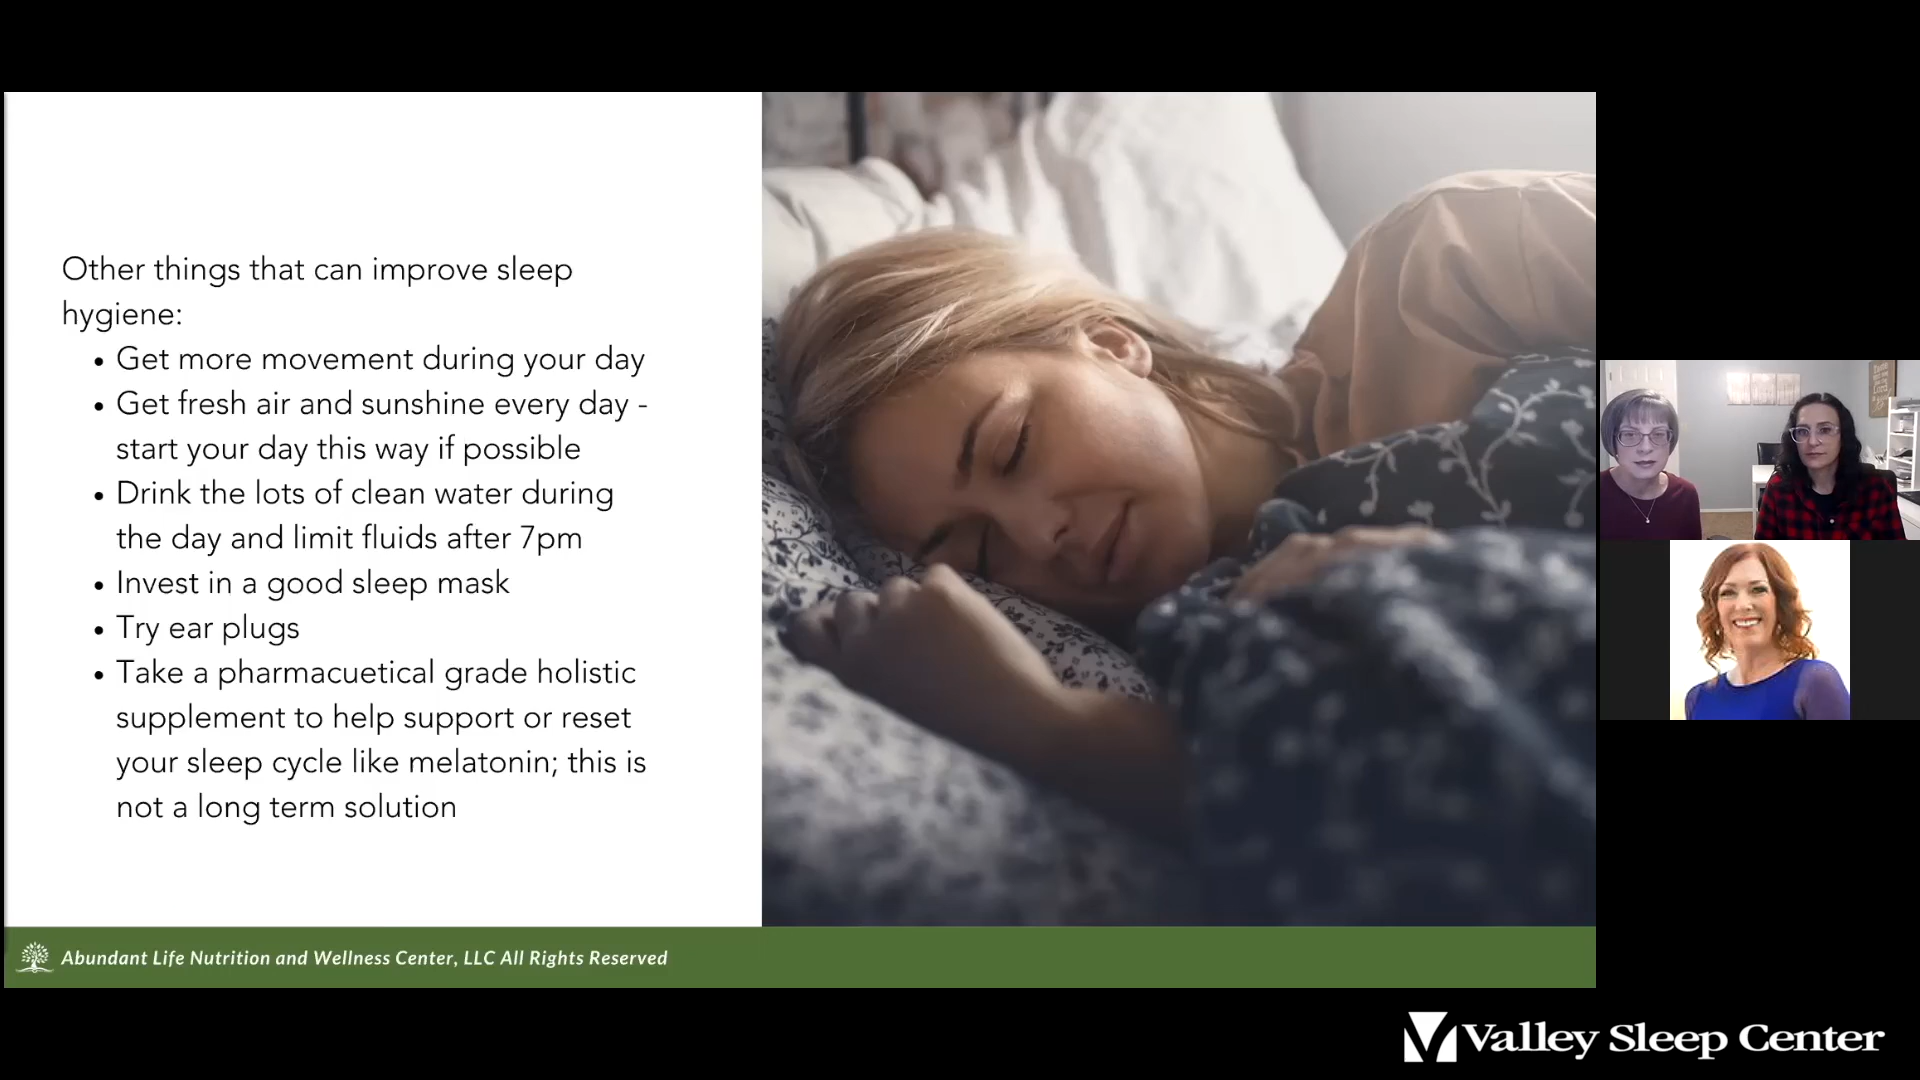 Other things that can improve sleep
hygiene:
• Get more movement during your day
• Get fresh air and sunshine every day -
start your day this way if possible
• Drink the lots of clean water during
the day and limit fluids after 7pm
• Invest in a good sleep mask
• Try ear plugs
• Take a pharmacuetical grade holistic
supplement to help support or reset
your sleep cycle like melatonin; this is
not a long term solution
Abundant Life Nutrition and Wellness Center, LLC All Rights Reserved
Valley Sleep Center